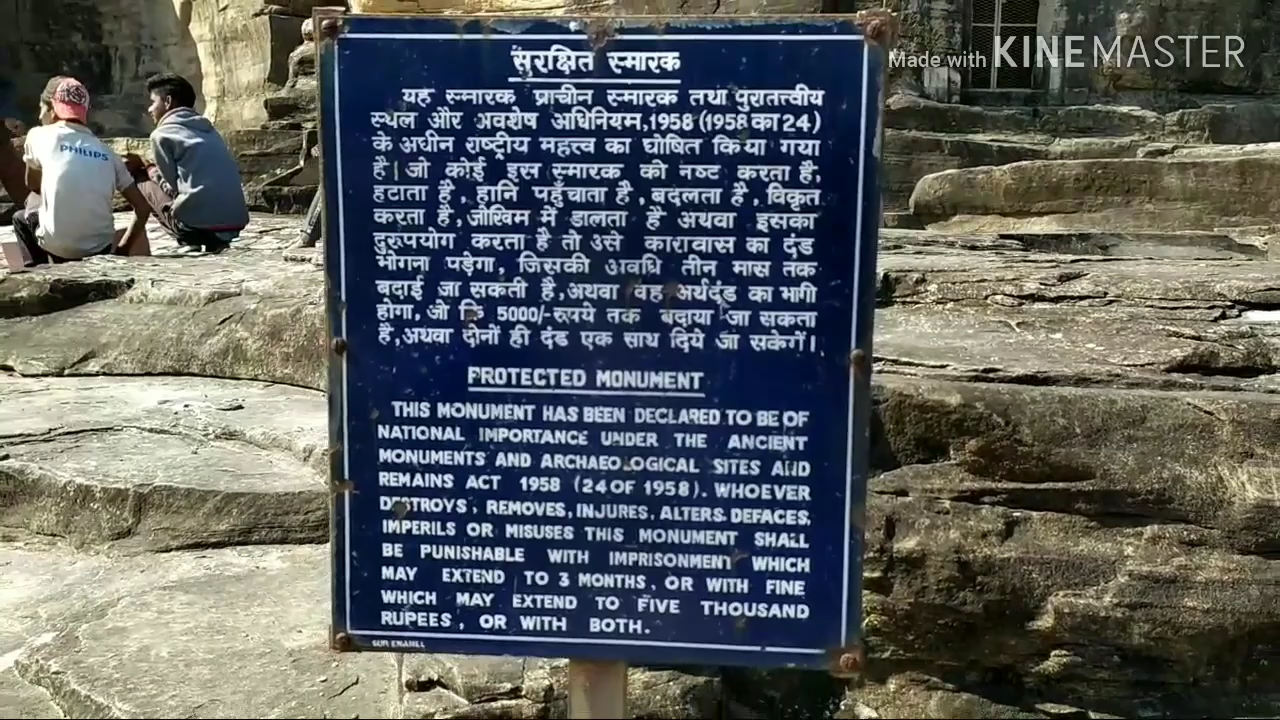 Made with KINEMASTER
PHILIPS
संरक्षित स्मारक
यह स्मारक प्राचीन स्मारक तथा पुरातत्त्वीय
स्थल और अवशेष अधिनियम,1958 (1958 का 24)
के अधीन राष्ट्रीय महत्त्व का घोषित किया गया
है। जो कोई इस स्मारक को नष्ट करता है,
हटाता है, हानि पहुँचाता है, बदलता है, विकृत
करता है, जोखिम में डालता है अथवा इसका
दुरूपयोग करता है तो उसे कारावास का दंड
भोगना पड़ेगा, जिसकी अवधि तीन मास तक
बढाई जा सकती है,अथवा वह अर्थदंड का भागी
होगा, जो कि 5000/-रूपये तक बढाया जा सकता
है,अथवा दोनों ही दंड एक साथ दिये जा सकेगें।
PROTECTED MONUMENT
THIS MONUMENT HAS BEEN DECLARED TO BE OF
NATIONAL IMPORTANCE UNDER THE ANCIENT
MONUMENTS AND ARCHAEOLOGICAL SITES AND
REMAINS ACT 1958 (24 OF 1958). WHOEVER
DESTROYS, REMOVES, INJURES, ALTERS. DEFACES,
IMPERILS OR MISUSES THIS MONUMENT SHALL
BE PUNISHABLE WITH IMPRISONMENT WHICH
MAY EXTEND TO 3 MONTHS, OR WITH FINE
WHICH MAY EXTEND TO FIVE THOUSAND
RUPEES, OR WITH BOTH.
SUR ENAMEL